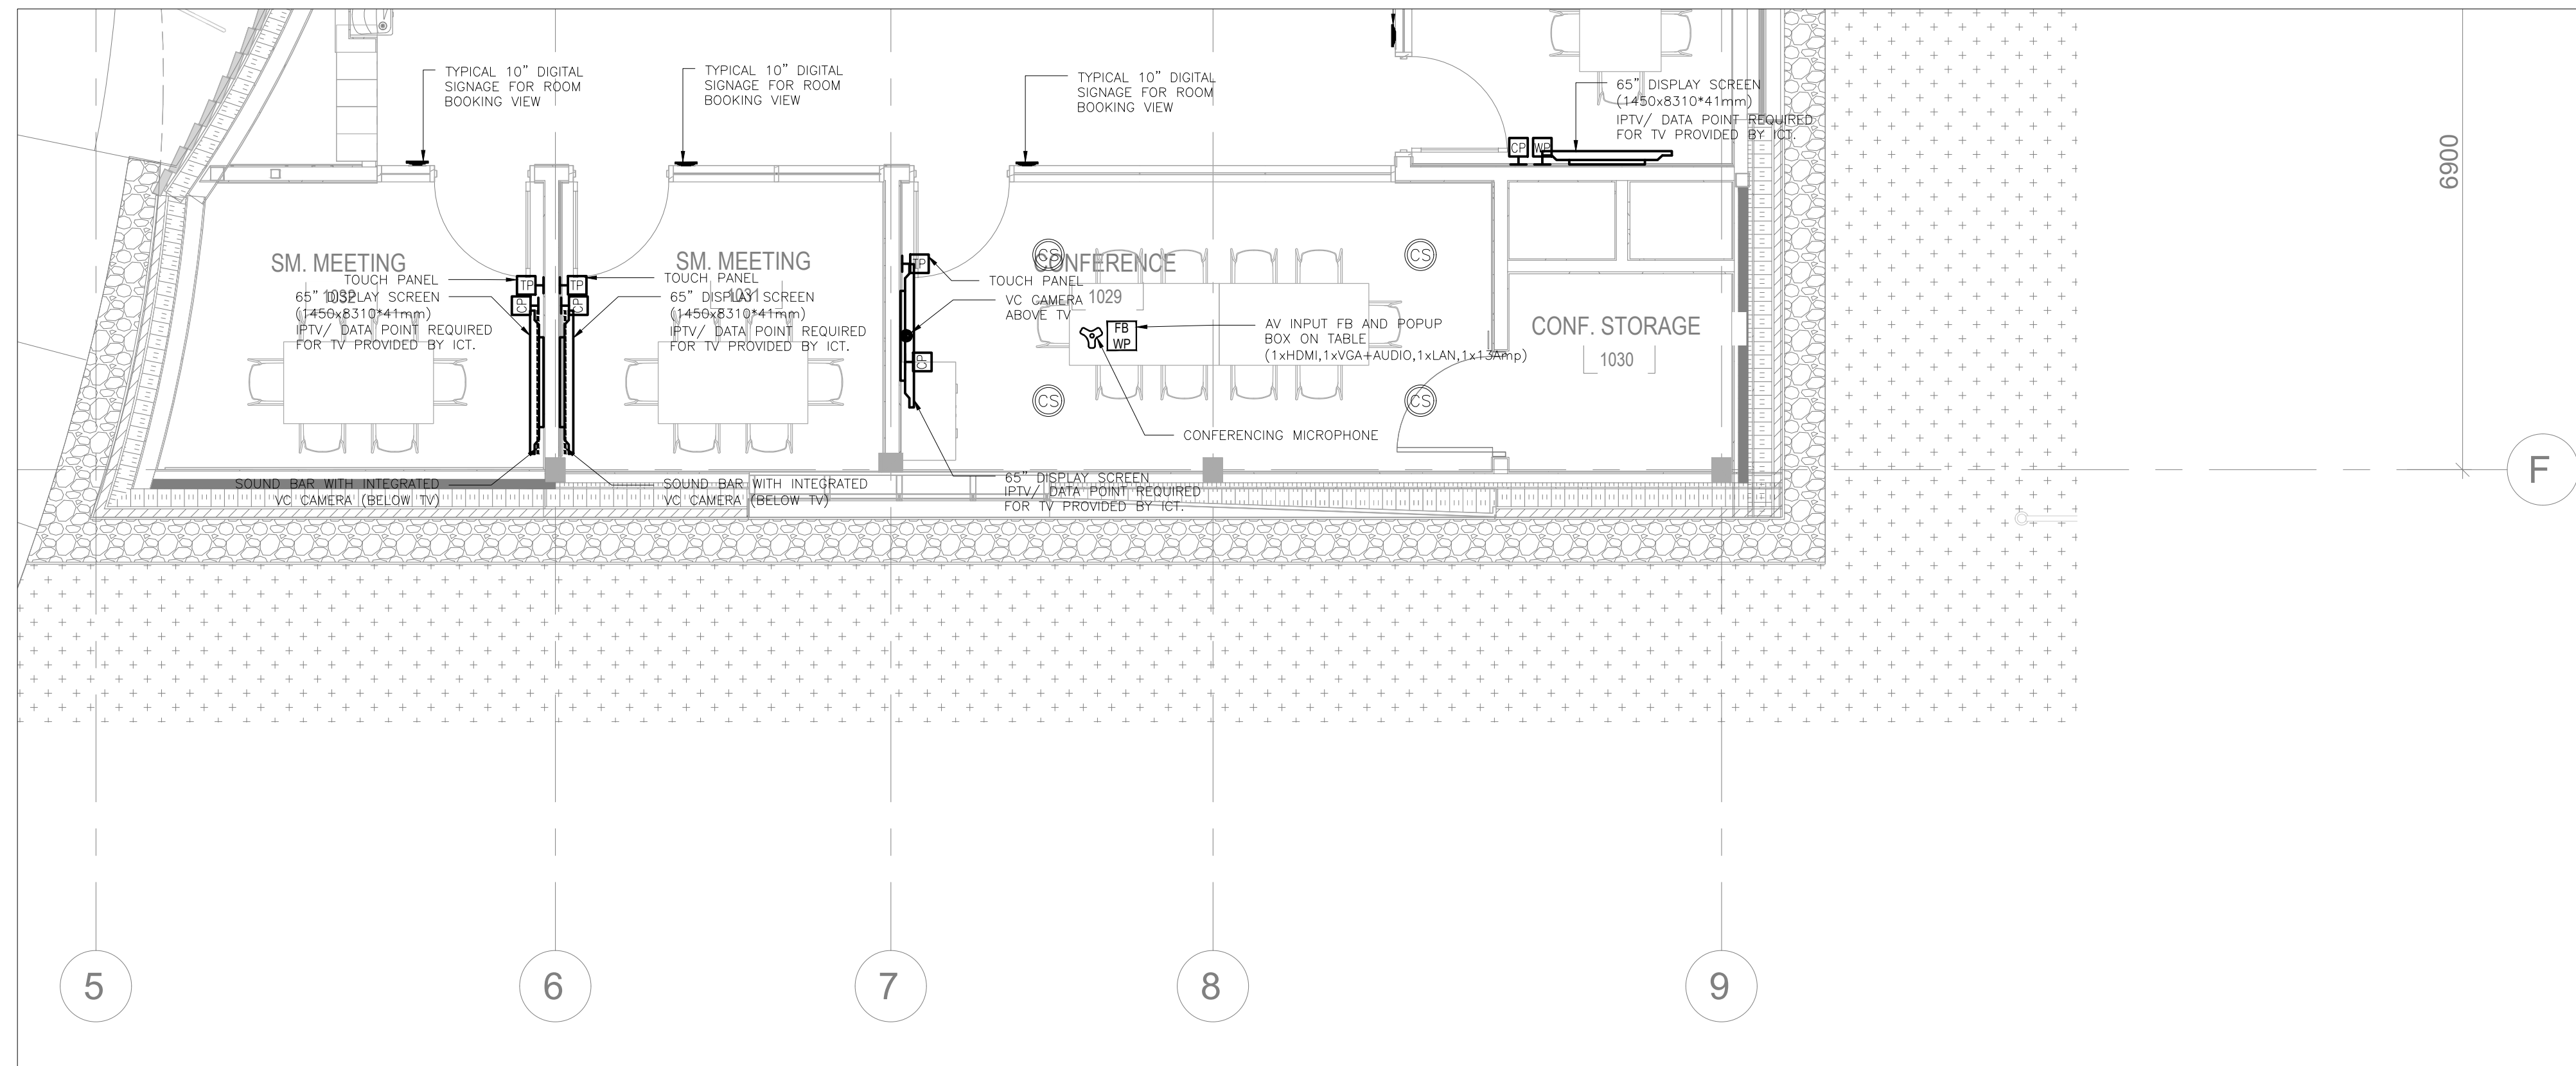 TYPICAL 10" DIGITAL
SIGNAGE FOR ROOM
BOOKING VIEW
TYPICAL 10" DIGITAL
SIGNAGE FOR ROOM
BOOKING VIEW
TYPICAL 10" DIGITAL
SIGNAGE FOR ROOM
BOOKING VIEW
65" DISPLAY SCREEN
(1450x8310*41mm)
IPTV/ DATA POINT REQUIRED
FOR TV PROVIDED BY ICT.
CP
WP
6900
SM. MEETING
1032
TOUCH PANEL
TP
CP
65" DISPLAY SCREEN
(1450x8310*41mm)
IPTV/ DATA POINT REQUIRED
FOR TV PROVIDED BY ICT.
SOUND BAR WITH INTEGRATED
VC CAMERA (BELOW TV)
SM. MEETING
1031
TOUCH PANEL
TP
CP
65" DISPLAY SCREEN
(1450x8310*41mm)
IPTV/ DATA POINT REQUIRED
FOR TV PROVIDED BY ICT.
SOUND BAR WITH INTEGRATED
VC CAMERA (BELOW TV)
CONFERENCE
1029
TP
TOUCH PANEL
VC CAMERA
ABOVE TV
CP
CS
CS
CS
CS
FB
WP
AV INPUT FB AND POPUP
BOX ON TABLE
(1xHDMI,1xVGA+AUDIO,1xLAN,1x13Amp)
CONFERENCING MICROPHONE
65" DISPLAY SCREEN
IPTV/ DATA POINT REQUIRED
FOR TV PROVIDED BY ICT.
CONF. STORAGE
1030
F
5
6
7
8
9